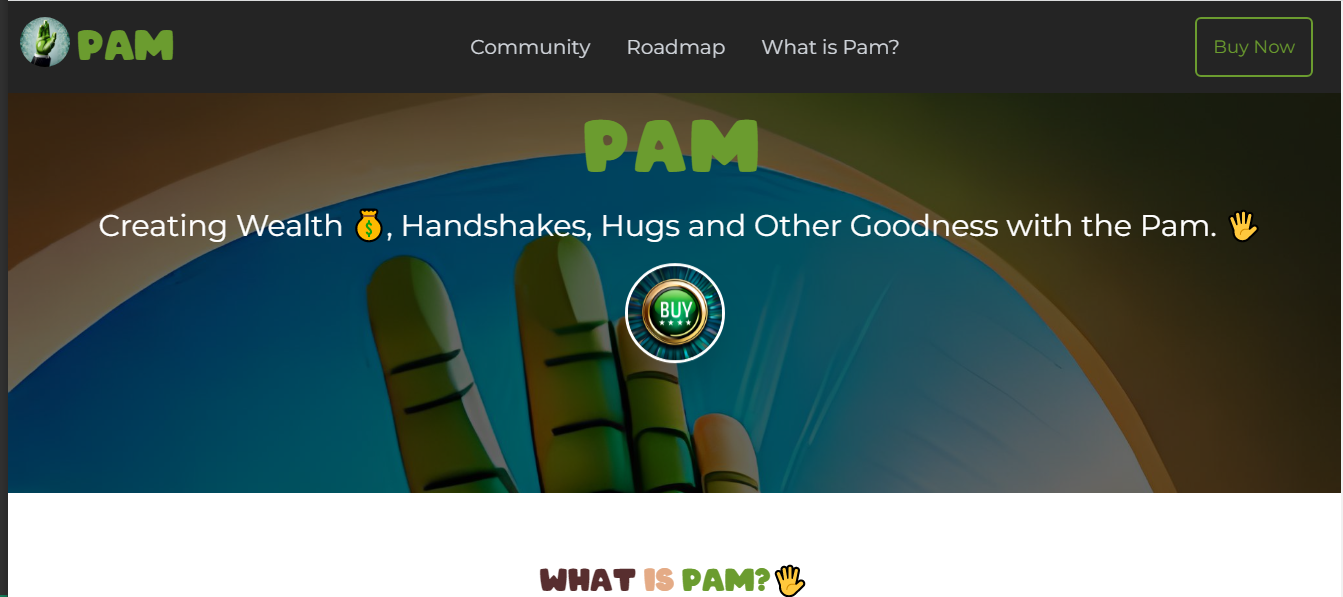 PAM
Community Roadmap What is Pam?
Buy Now
PAM
Creating Wealth 💰, Handshakes, Hugs and Other Goodness with the Pam. 🖐
BUY
WHAT IS PAM?🖐